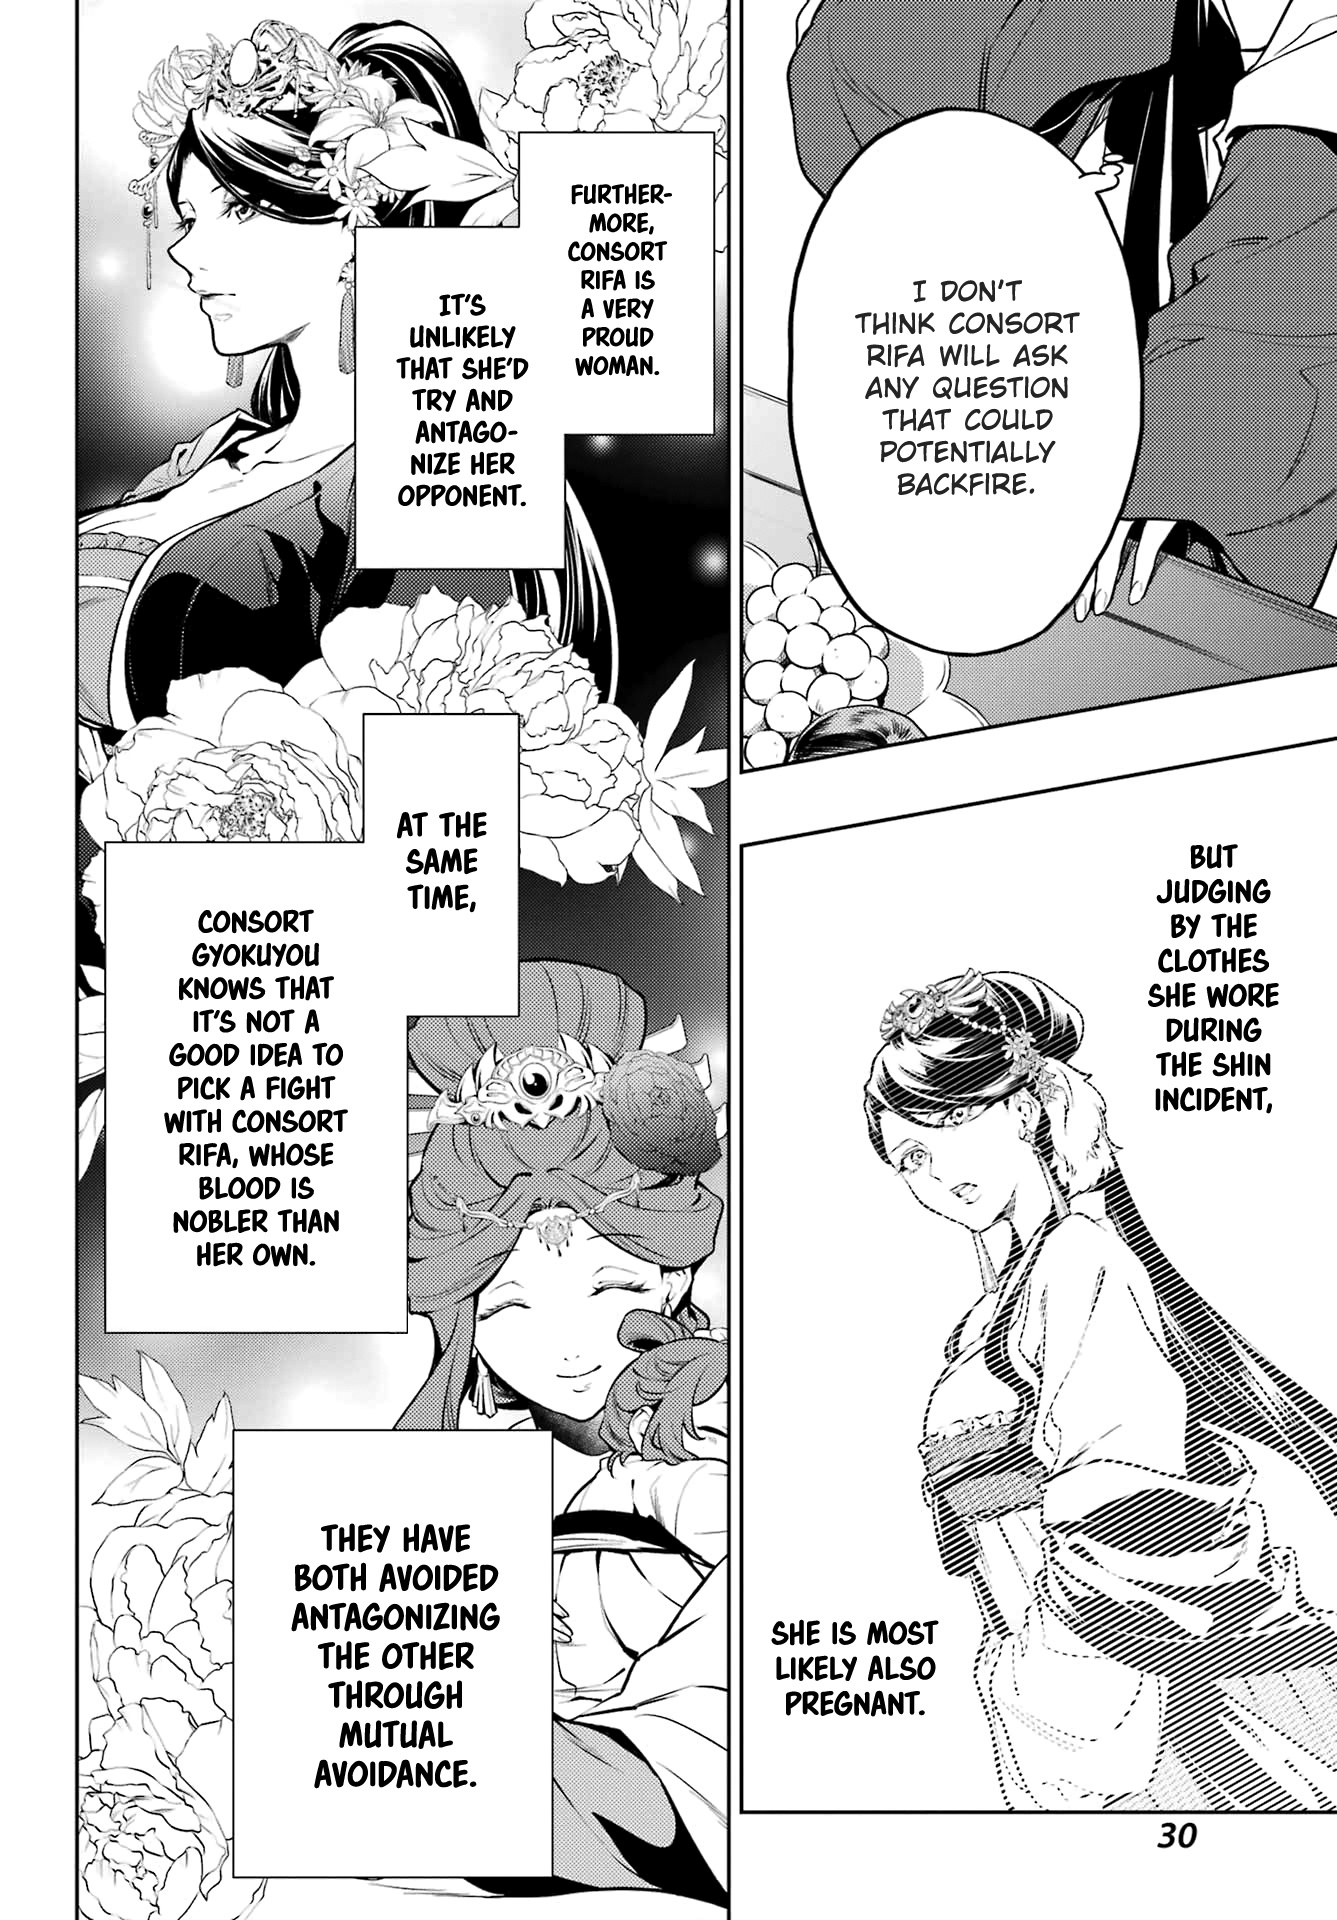 I DON'T
THINK CONSORT
RIFA WILL ASK
ANY QUESTION
THAT COULD
POTENTIALLY
BACKFIRE.
BUT
JUDGING
BY THE
CLOTHES
SHE WORE
DURING
THE SHIN
INCIDENT,
SHE IS MOST
LIKELY ALSO
PREGNANT.
FURTHER-
MORE,
CONSORT
RIFA IS
A VERY
PROUD
WOMAN.
IT'S
UNLIKELY
THAT SHE'D
TRY AND
ANTAGO-
NIZE HER
OPPONENT.
AT THE
SAME
TIME,
CONSORT
GYOKUYOU
KNOWS THAT
IT'S NOT A
GOOD IDEA TO
PICK A FIGHT
WITH CONSORT
RIFA, WHOSE
BLOOD IS
NOBLER THAN
HER OWN.
THEY HAVE
BOTH AVOIDED
ANTAGONIZING
THE OTHER
THROUGH
MUTUAL
AVOIDANCE.
30